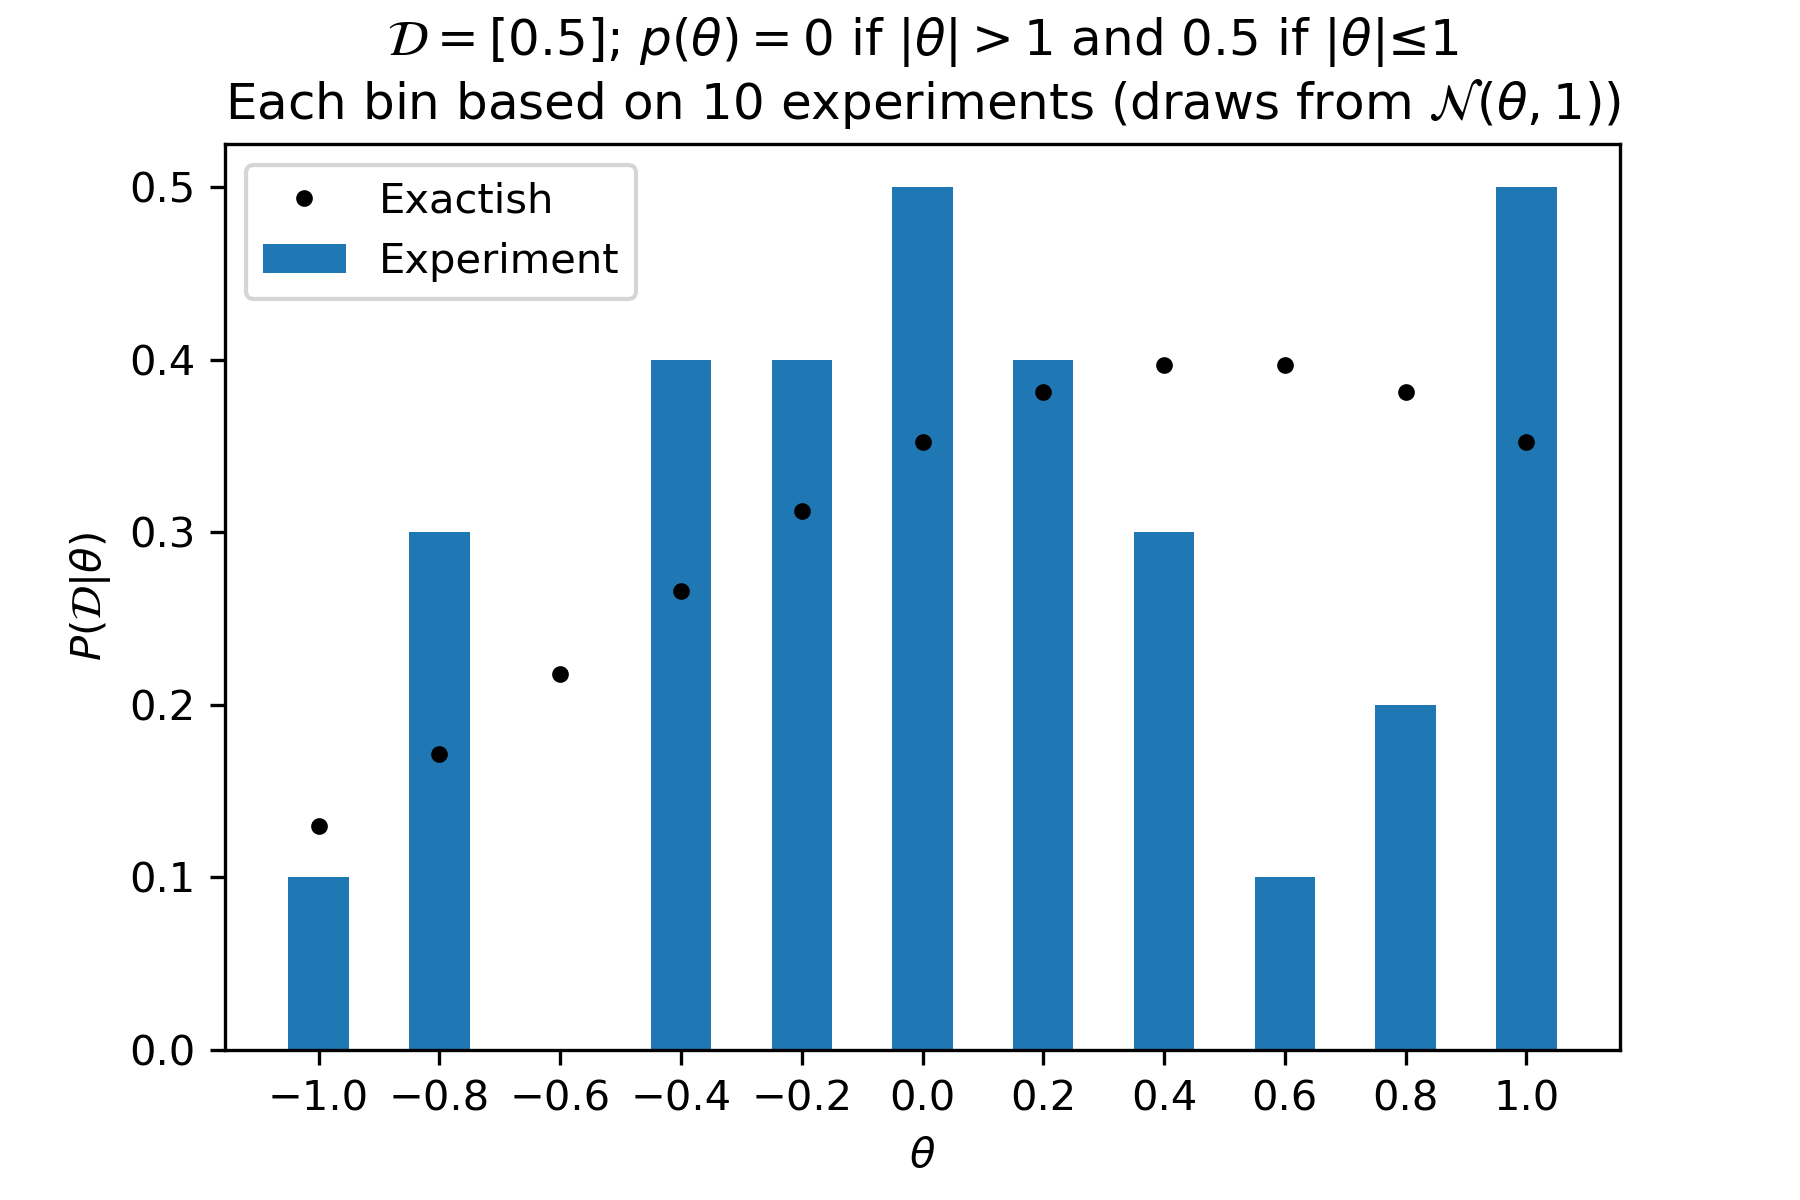 𝒟 = [0.5]; p(θ) = 0 if |θ| > 1 and 0.5 if |θ|≤1
Each bin based on 10 experiments (draws from 𝒩(θ, 1))
Exactish
Experiment
0.5
0.4
0.3
0.2
0.1
0.0
P(𝒟|θ)
−1.0 −0.8 −0.6 −0.4 −0.2 0.0 0.2 0.4 0.6 0.8 1.0
θ